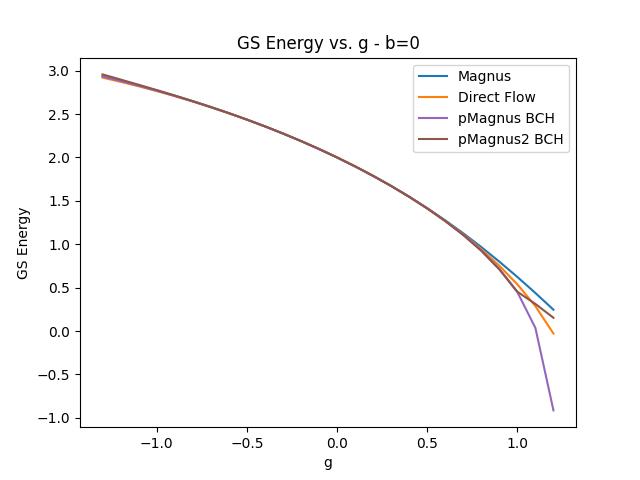 GS Energy vs. g - b=0
Magnus
Direct Flow
pMagnus BCH
pMagnus2 BCH
GS Energy
3.0
2.5
2.0
1.5
1.0
0.5
0.0
−0.5
−1.0
−1.0
−0.5
0.0
0.5
1.0
g